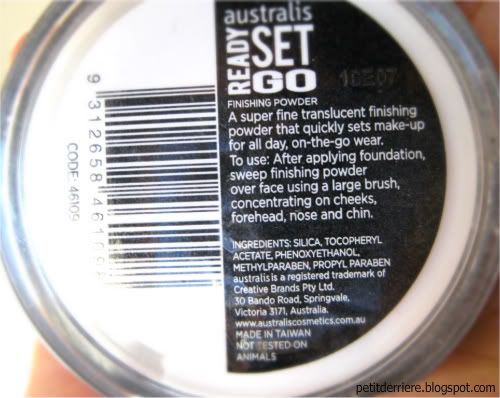 australis
READY
SET
GO
FINISHING POWDER
A super fine translucent finishing
powder that quickly sets make-up
for all day, on-the-go wear.
To use: After applying foundation,
sweep finishing powder
over face using a large brush,
concentrating on cheeks,
forehead, nose and chin.
INGREDIENTS: SILICA, TOCOPHERYL
ACETATE, PHENOXYETHANOL,
METHYLPARABEN, PROPYL PARABEN
australis is a registered trademark of
Creative Brands Pty Ltd.
30 Bando Road, Springvale,
Victoria 3171, Australia.
www.australiscosmetics.com.au
MADE IN TAIWAN
NOT TESTED ON
ANIMALS
CODE: 46109
petitderriere.blogspot.com